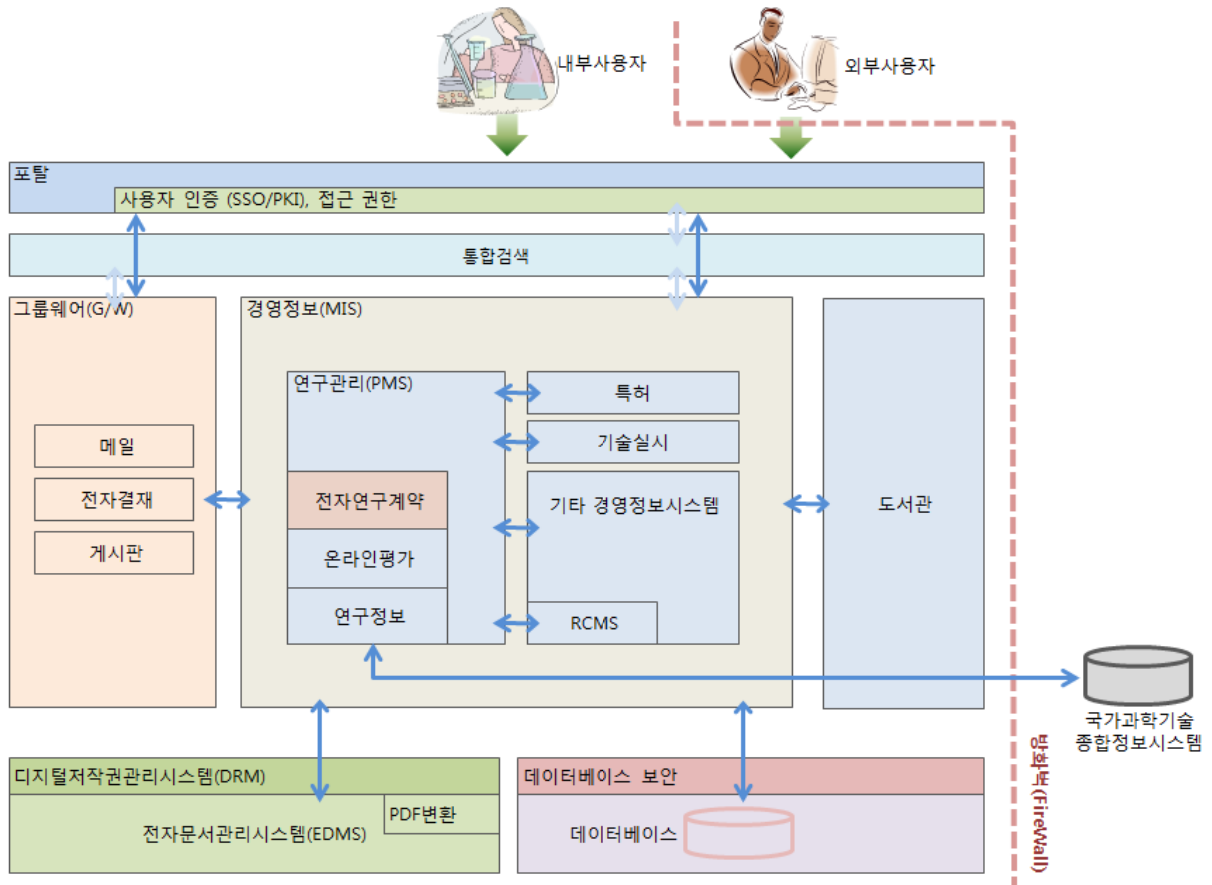 내부사용자
외부사용자
포탈
사용자 인증 (SSO/PKI), 접근 권한
통합검색
그룹웨어(G/W)
메일
전자결재
게시판
경영정보(MIS)
연구관리(PMS)
전자연구계약
온라인평가
연구정보
특허
기술실시
기타 경영정보시스템
RCMS
도서관
국가과학기술
종합정보시스템
방화벽(FireWall)
디지털저작권관리시스템(DRM)
PDF변환
전자문서관리시스템(EDMS)
데이터베이스 보안
데이터베이스